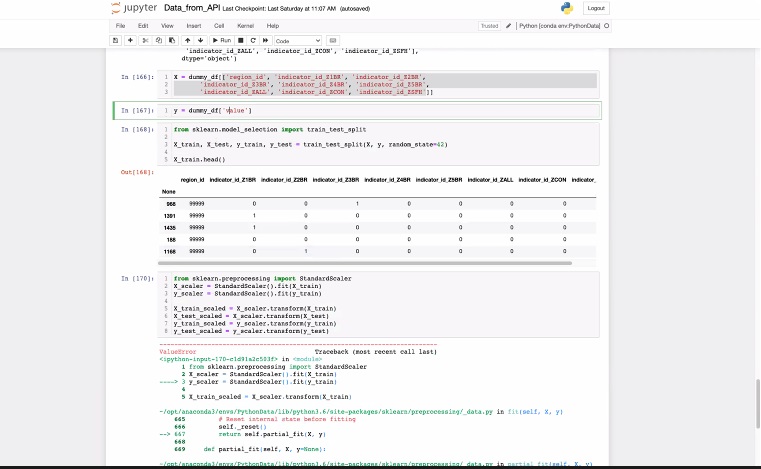 jupyter Data_from_API Last Checkpoint: Last Saturday at 11:07 AM (autosaved)
Logout
File Edit View Insert Cell Kernel Help
Trusted Python [conda env:PythonData]
Run Code
'indicator_id_ZALL', 'indicator_id_ZCON', 'indicator_id_ZSFH'],
dtype='object')
In [166]: 1 X = dummy_df[['region_id', 'indicator_id_Z1BR', 'indicator_id_Z2BR',
2 'indicator_id_Z3BR', 'indicator_id_Z4BR', 'indicator_id_Z5BR',
3 'indicator_id_ZALL', 'indicator_id_ZCON', 'indicator_id_ZSFH']]
In [167]: 1 y = dummy_df['value']
In [168]: 1 from sklearn.model_selection import train_test_split
2
3 X_train, X_test, y_train, y_test = train_test_split(X, y, random_state=42)
4
5 X_train.head()
Out[168]:
region_id indicator_id_Z1BR indicator_id_Z2BR indicator_id_Z3BR indicator_id_Z4BR indicator_id_Z5BR indicator_id_ZALL indicator_id_ZCON indicator_
None
968 99999 0 0 1 0 0 0 0
1391 99999 1 0 0 0 0 0 0
1435 99999 1 0 0 0 0 0 0
188 99999 0 0 0 0 0 0 0
1168 99999 0 1 0 0 0 0 0
In [170]: 1 from sklearn.preprocessing import StandardScaler
2 X_scaler = StandardScaler().fit(X_train)
3 y_scaler = StandardScaler().fit(y_train)
4
5 X_train_scaled = X_scaler.transform(X_train)
6 X_test_scaled = X_scaler.transform(X_test)
7 y_train_scaled = y_scaler.transform(y_train)
8 y_test_scaled = y_scaler.transform(y_test)
ValueError Traceback (most recent call last)
<ipython-input-170-c1d91a2c503f> in <module>
1 from sklearn.preprocessing import StandardScaler
2 X_scaler = StandardScaler().fit(X_train)
----> 3 y_scaler = StandardScaler().fit(y_train)
4
5 X_train_scaled = X_scaler.transform(X_train)
~/opt/anaconda3/envs/PythonData/lib/python3.6/site-packages/sklearn/preprocessing/_data.py in fit(self, X, y)
665 # Reset internal state before fitting
666 self._reset()
--> 667 return self.partial_fit(X, y)
668
669 def partial_fit(self, X, y=None):
~/opt/anaconda3/envs/PythonData/lib/python3.6/site-packages/sklearn/preprocessing/_data.py in partial_fit(self, X, y)